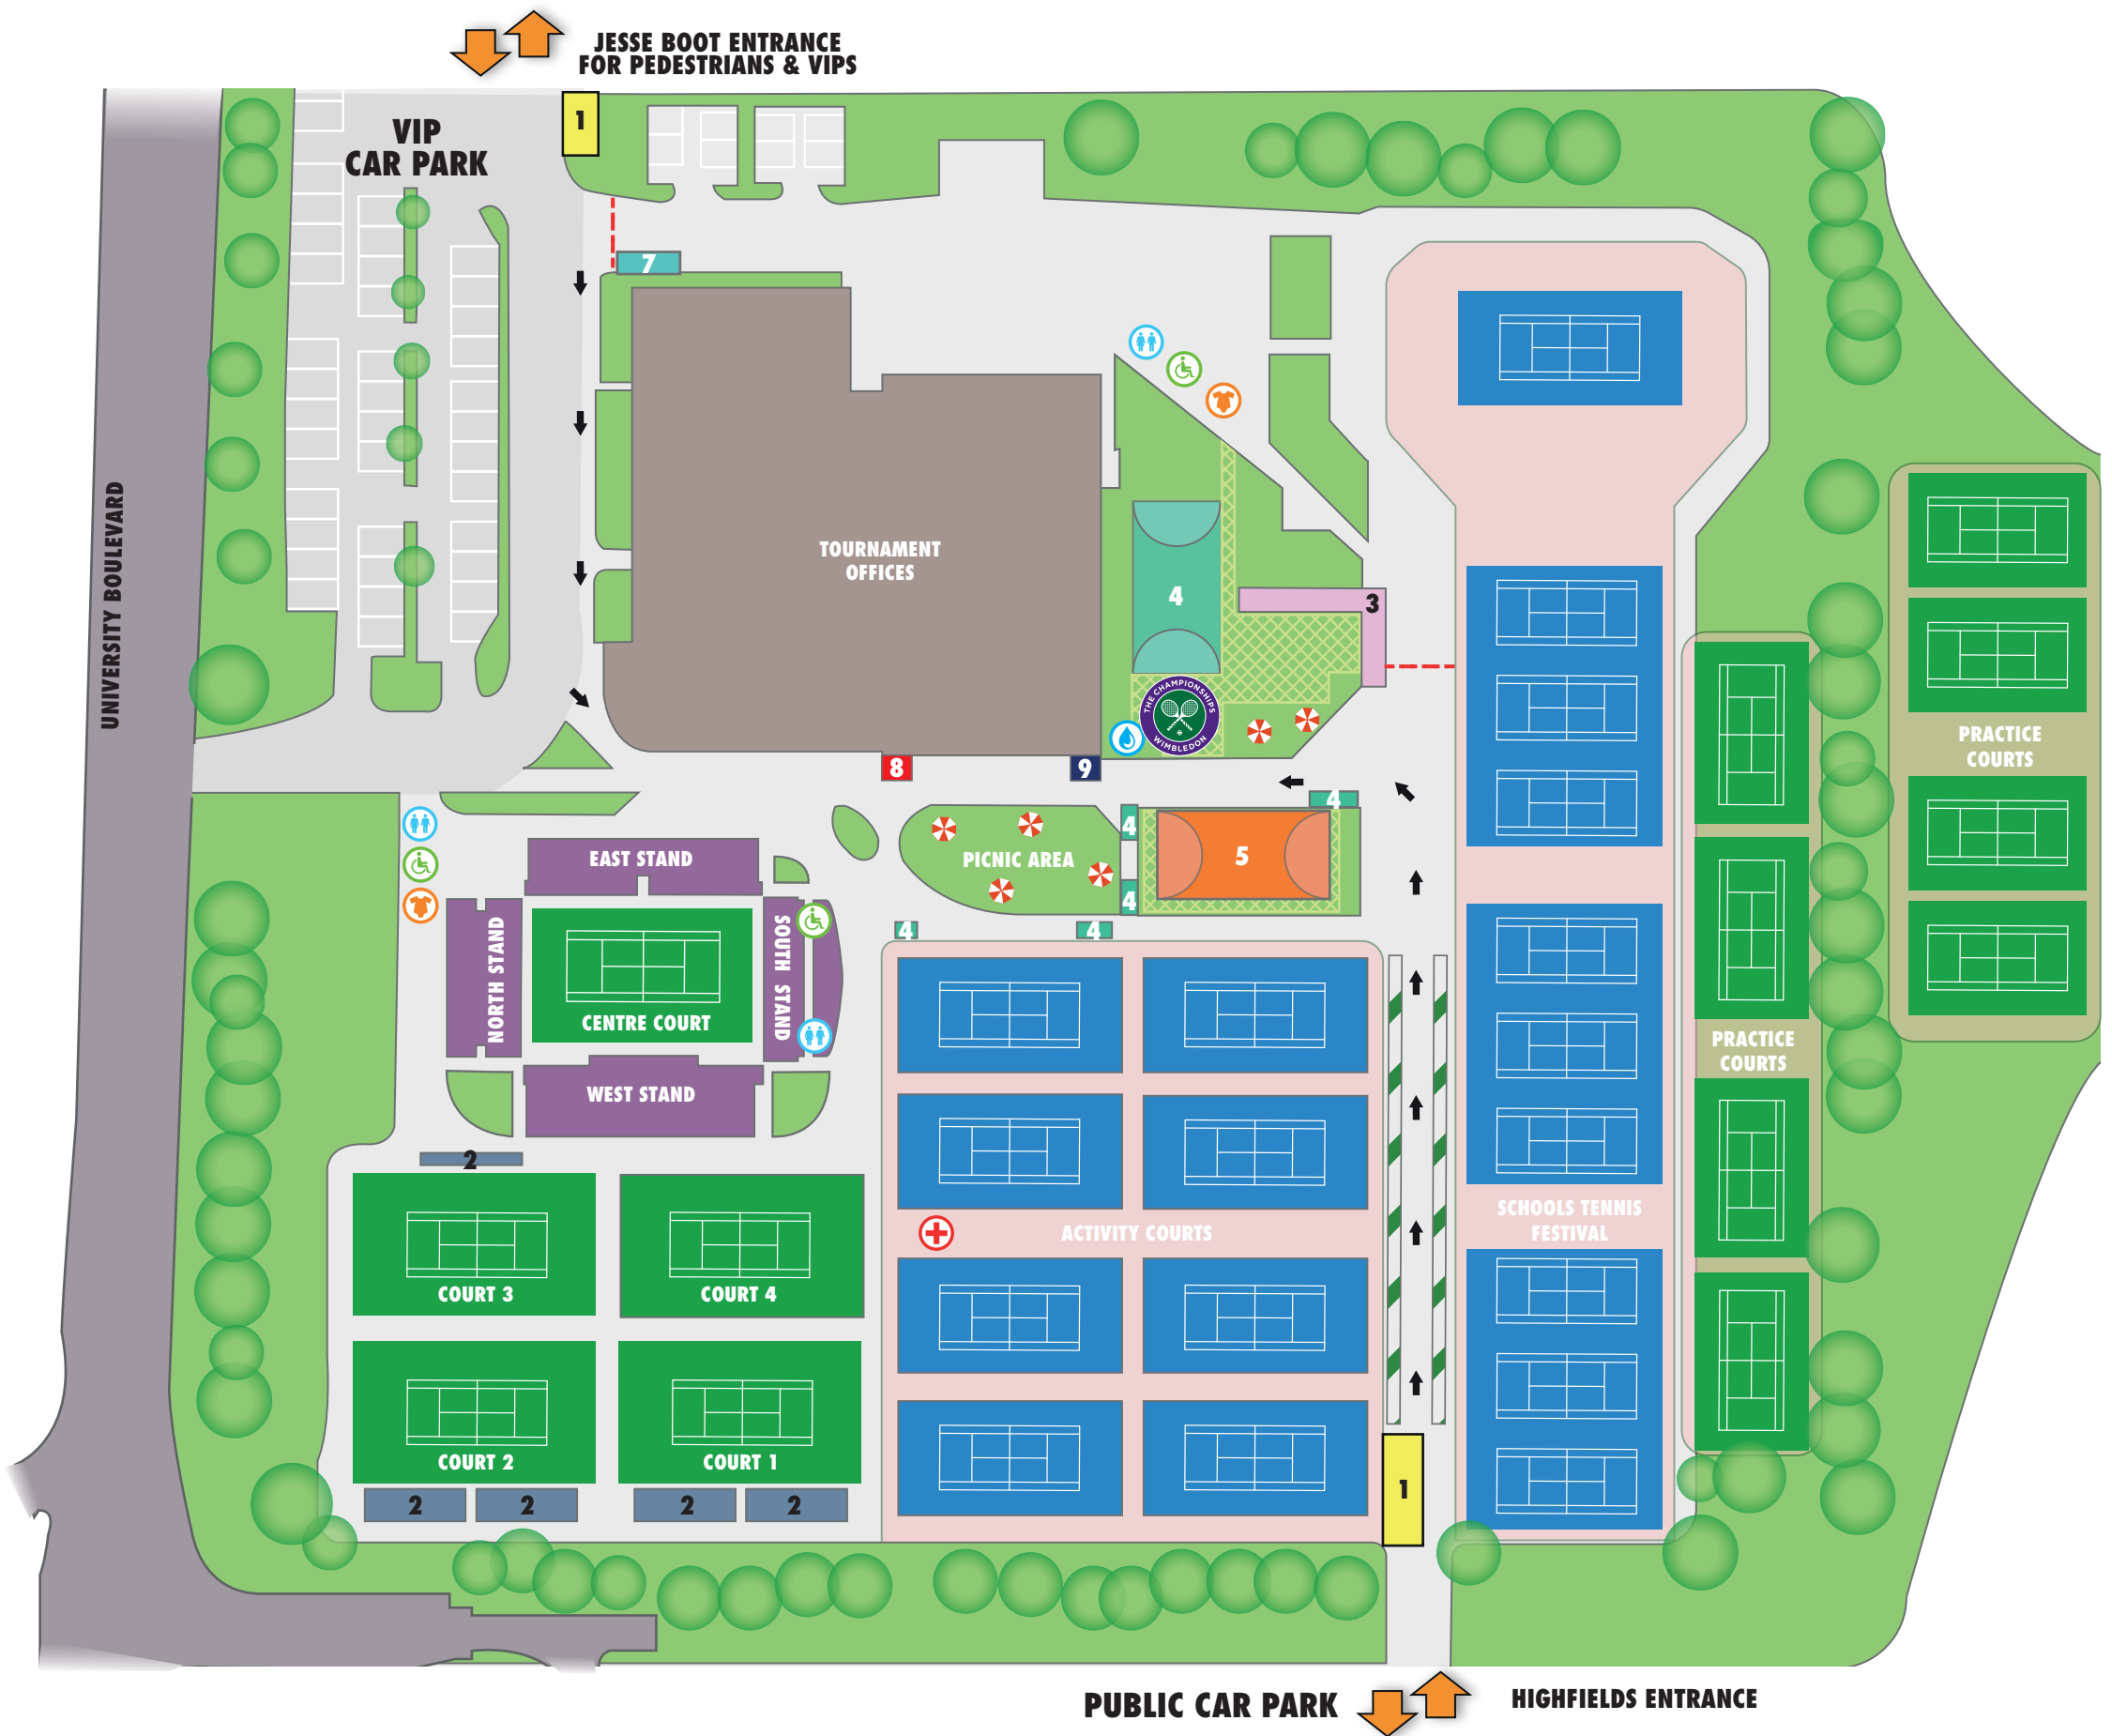 JESSE BOOT ENTRANCE
FOR PEDESTRIANS & VIPS
1
VIP
CAR PARK
7
UNIVERSITY BOULEVARD
TOURNAMENT
OFFICES
4
3
THE CHAMPIONSHIPS
WIMBLEDON
PRACTICE
COURTS
8
9
4
4
5
4
4
4
PICNIC AREA
EAST STAND
NORTH STAND
SOUTH STAND
CENTRE COURT
WEST STAND
PRACTICE
COURTS
2
COURT 3
COURT 4
ACTIVITY COURTS
SCHOOLS TENNIS
FESTIVAL
COURT 2
COURT 1
2
2
2
2
1
PUBLIC CAR PARK
HIGHFIELDS ENTRANCE